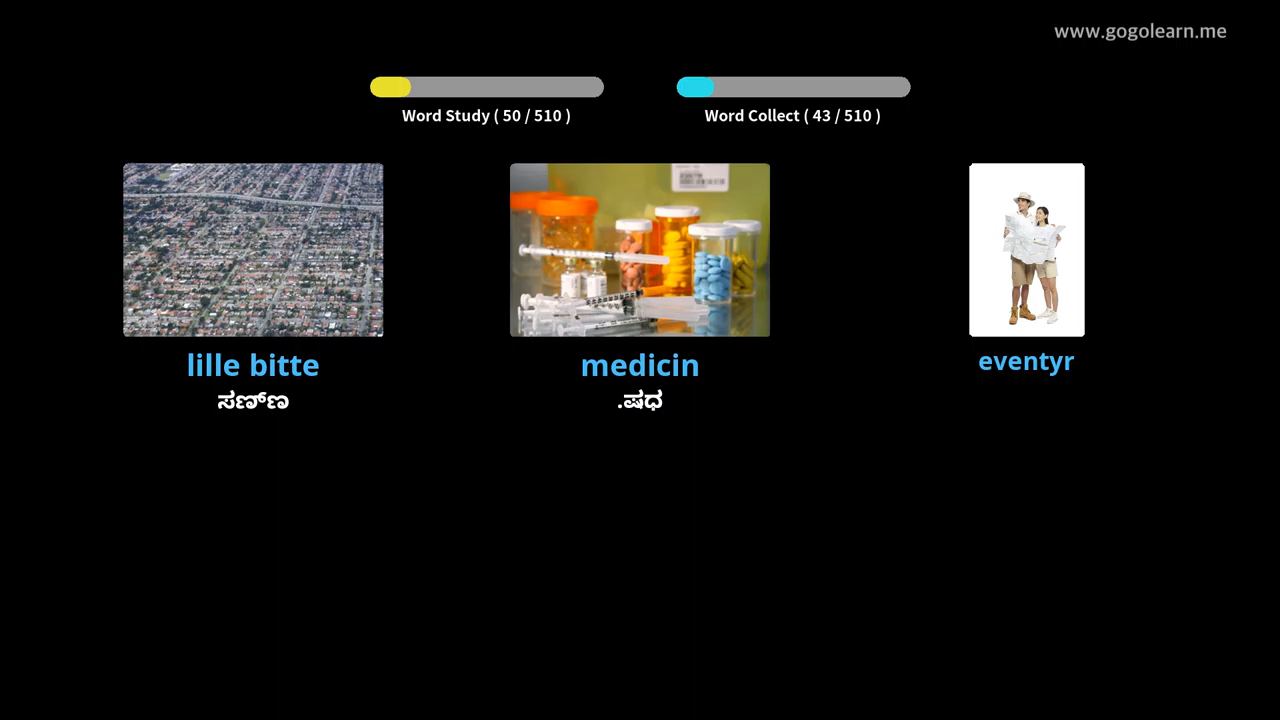 www.gogolearn.me
Word Study ( 50 / 510 )
Word Collect ( 43 / 510 )
lille bitte
ಸಣ್ಣ
medicin
.ಷಧ
eventyr